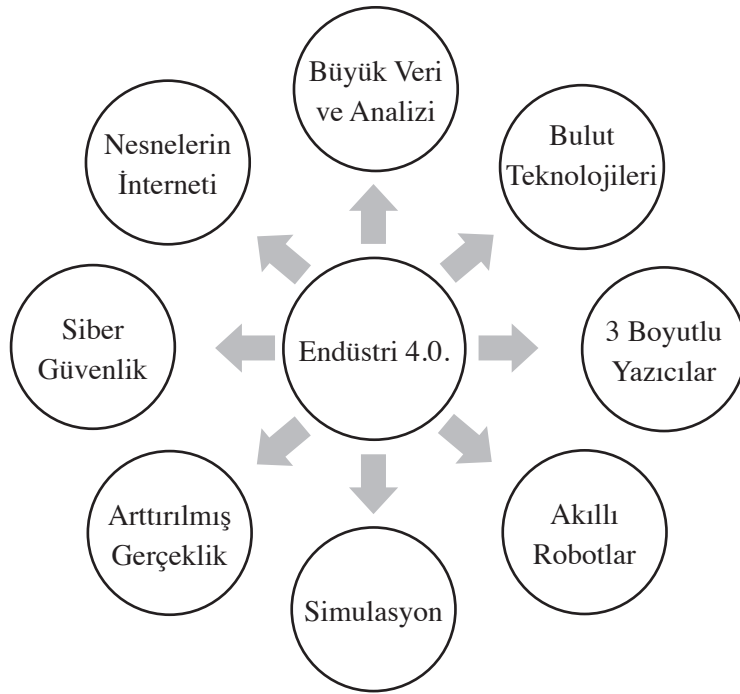 Büyük Veri
ve Analizi
Bulut
Teknolojileri
3 Boyutlu
Yazıcılar
Akıllı
Robotlar
Simulasyon
Arttırılmış
Gerçeklik
Siber
Güvenlik
Nesnelerin
İnterneti
Endüstri 4.0.